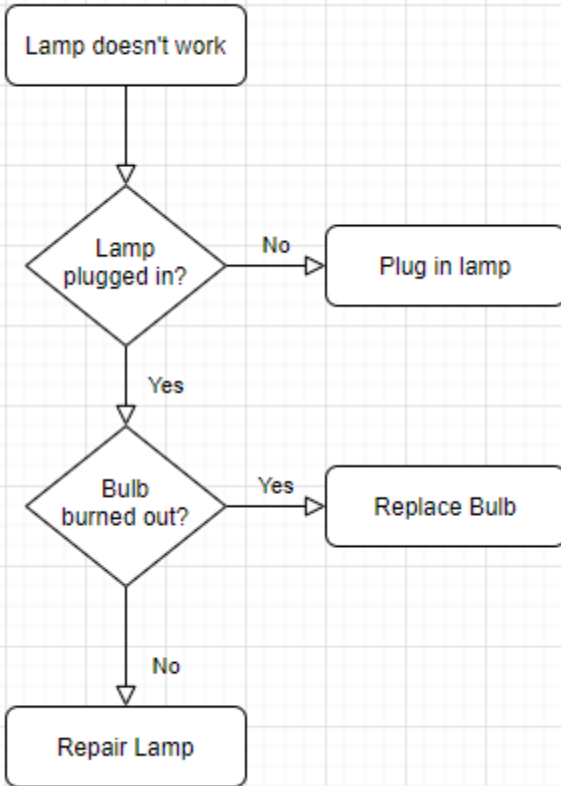 Lamp doesn't work
Lamp
plugged in?
No
Plug in lamp
Yes
Bulb
burned out?
Yes
Replace Bulb
No
Repair Lamp